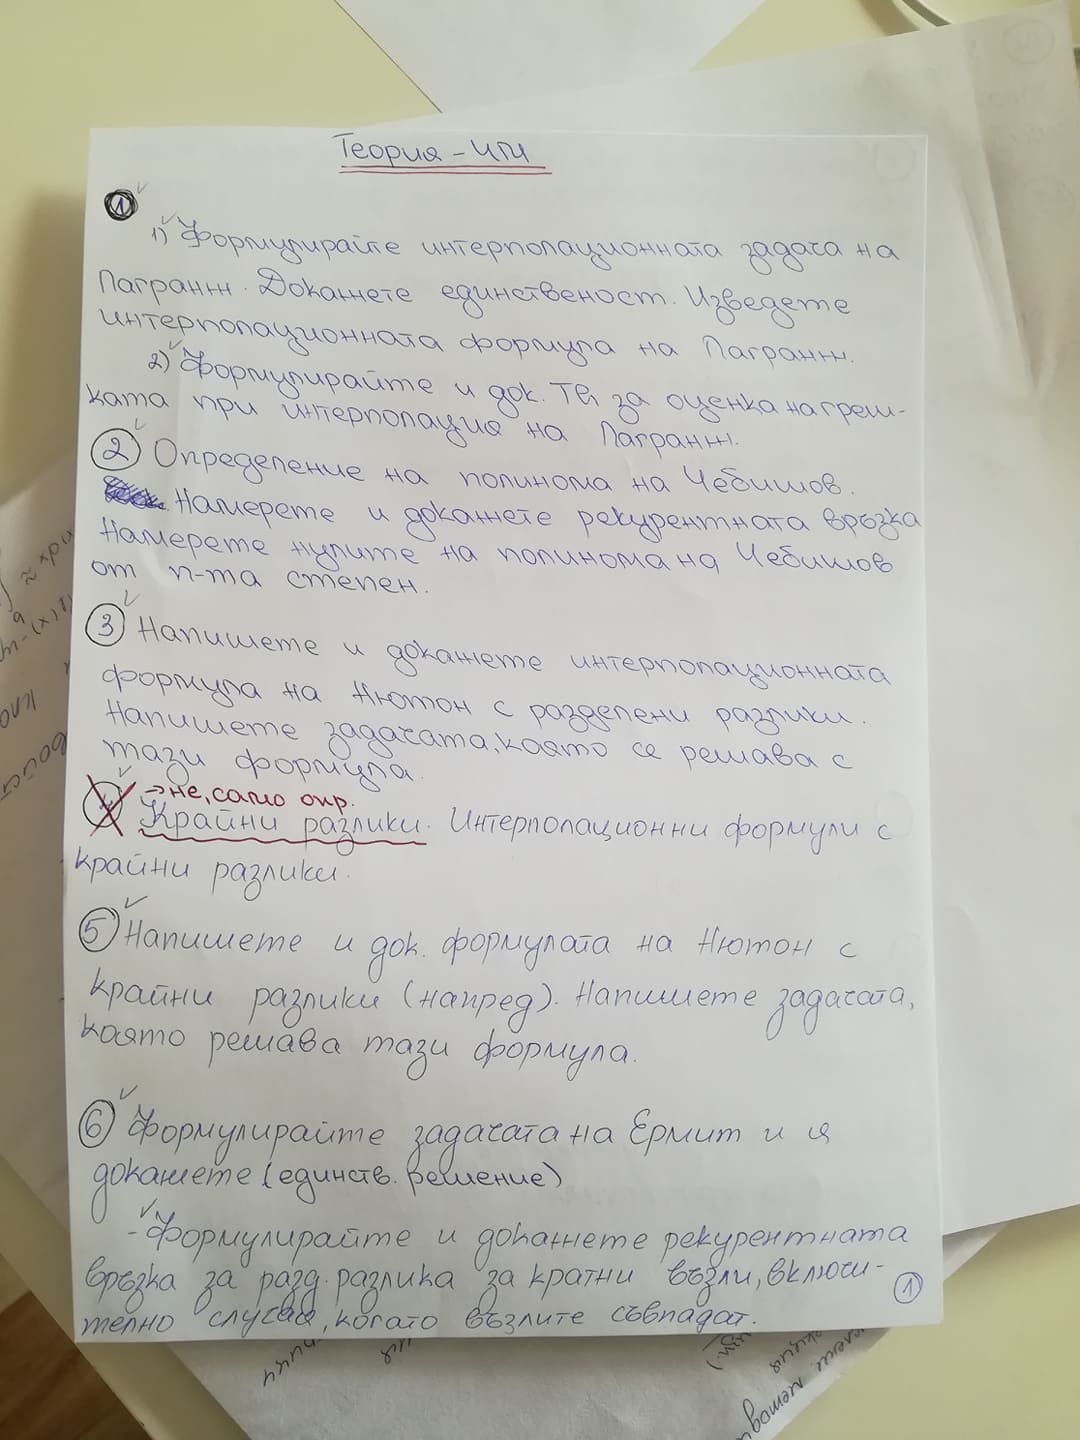 Теория - ЧМ
1
1) Формулирайте интерполационната задача на
Лагранж. Докажете единственост. Изведете
интерполационната формула на Лагранж.
2) Формулирайте и док. Тв. за оценка на греш-
ката при интерполация на Лагранж.
2 Определение на полинома на Чебишов.
Намерете и докажете рекурентната връзка
Намерете нулите на полинома на Чебишов
от n-та степен.
3 Напишете и докажете интерполационната
формула на Нютон с разделени разлики.
Напишете задачата, която се решава с
тази формула.
→ не, само опр.
4 Крайни разлики. Интерполационни формули с
крайни разлики.
5 Напишете и док. формулата на Нютон с
крайни разлики (напред). Напишете задачата,
която решава тази формула.
6 Формулирайте задачата на Ермит и я
докажете (единств. решение)
- Формулирайте и докажете рекурентната
връзка за разд. разлика за кратни възли, включи-
телно случая, когато възлите съвпадат.
1